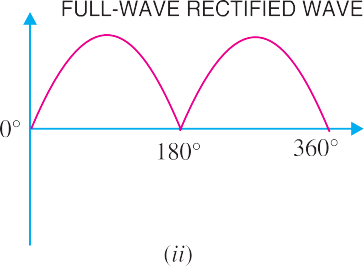 FULL-WAVE RECTIFIED WAVE
0°
180°
360°
(ii)